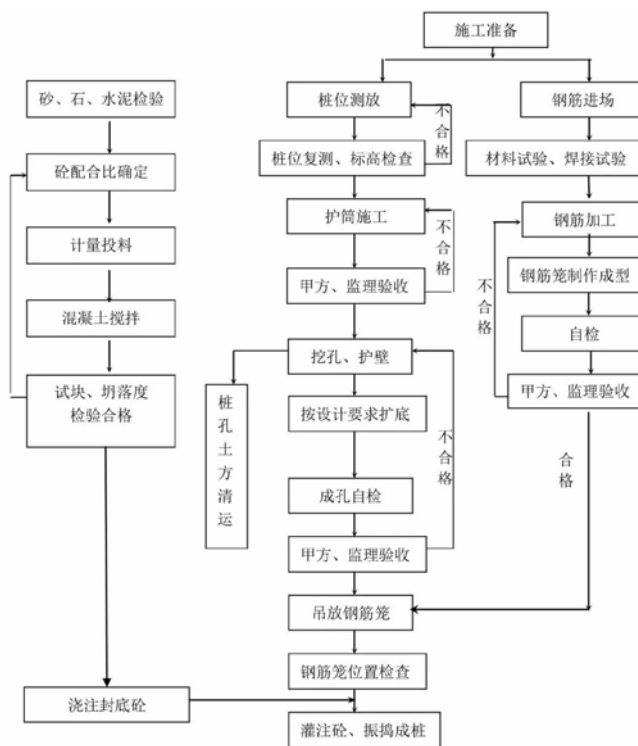 施工准备
砂、石、水泥检验
砼配合比确定
计量投料
混凝土搅拌
试块、坍落度
检验合格
浇注封底砼
桩位测放
不合格
桩位复测、标高检查
护筒施工
不合格
甲方、监理验收
挖孔、护壁
桩孔土方清运
按设计要求扩底
不合格
成孔自检
甲方、监理验收
吊放钢筋笼
钢筋笼位置检查
灌注砼、振捣成桩
钢筋进场
材料试验、焊接试验
钢筋加工
不合格
钢筋笼制作成型
自检
甲方、监理验收
合格